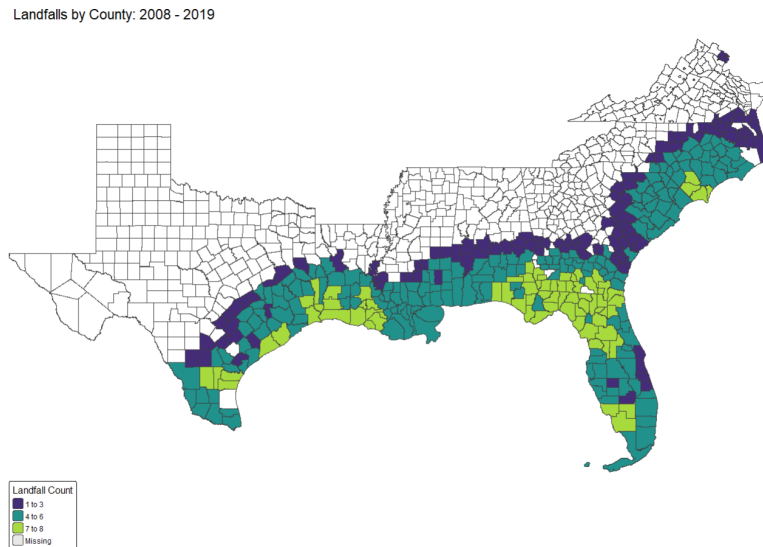 Landfalls by County: 2008 - 2019
Landfall Count
1 to 3
4 to 6
7 to 8
Missing